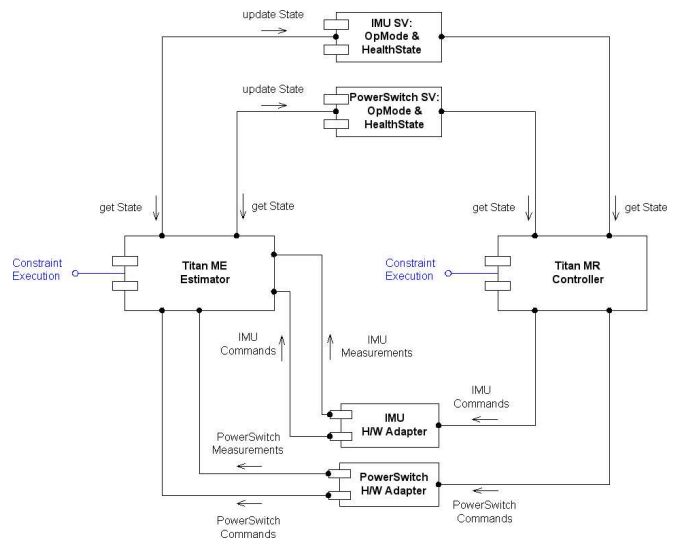 update State
IMU SV:
OpMode &
HealthState
update State
PowerSwitch SV:
OpMode &
HealthState
get State
get State
get State
get State
Constraint
Execution
Titan ME
Estimator
Constraint
Execution
Titan MR
Controller
IMU
Commands
IMU
Measurements
IMU
H/W Adapter
IMU
Commands
PowerSwitch
Measurements
PowerSwitch
H/W Adapter
PowerSwitch
Commands
PowerSwitch
Commands